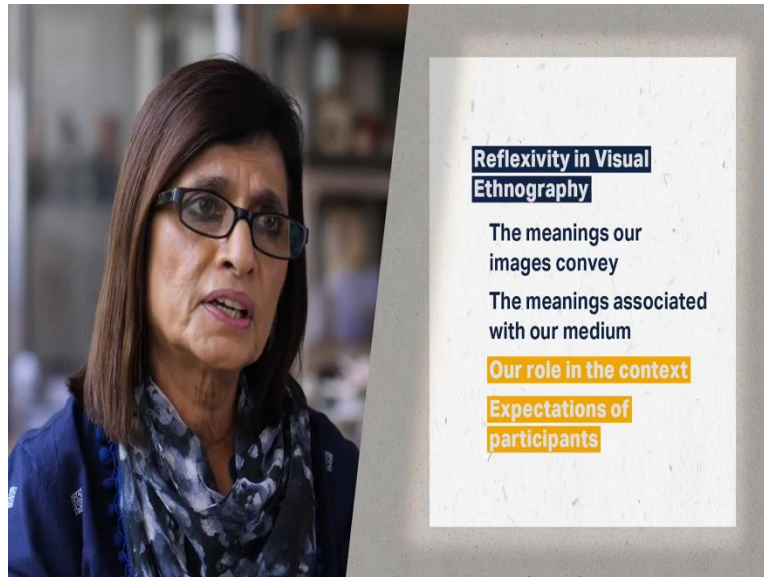 Reflexivity in Visual
Ethnography
The meanings our
images convey
The meanings associated
with our medium
Our role in the context
Expectations of
participants